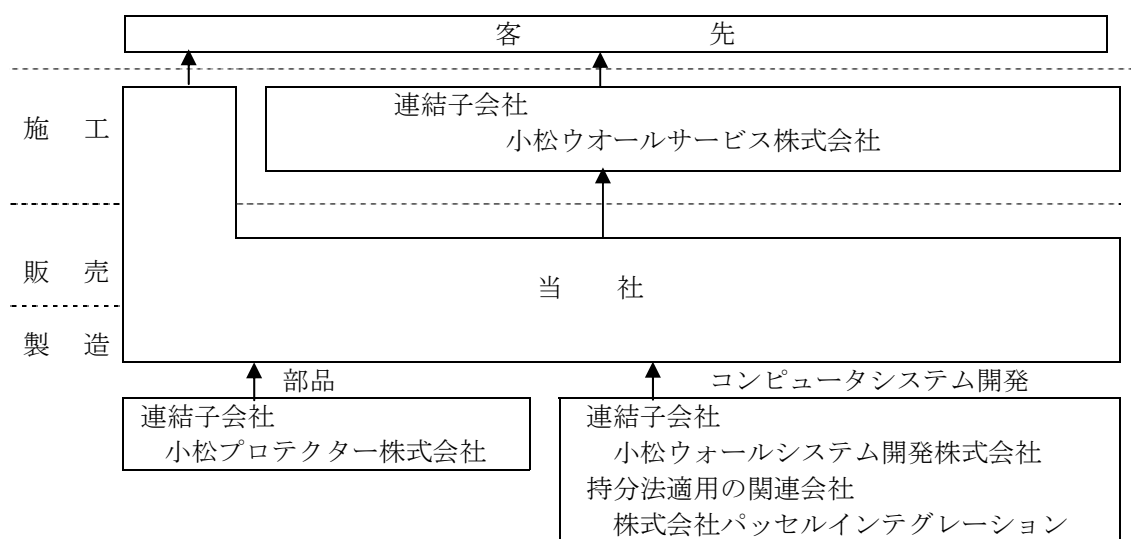 客 先
連結子会社
施 工
小松ウオールサービス株式会社
販 売
当 社
製 造
部品
コンピュータシステム開発
連結子会社
小松プロテクター株式会社
連結子会社
小松ウォールシステム開発株式会社
持分法適用の関連会社
株式会社パッセルインテグレーション